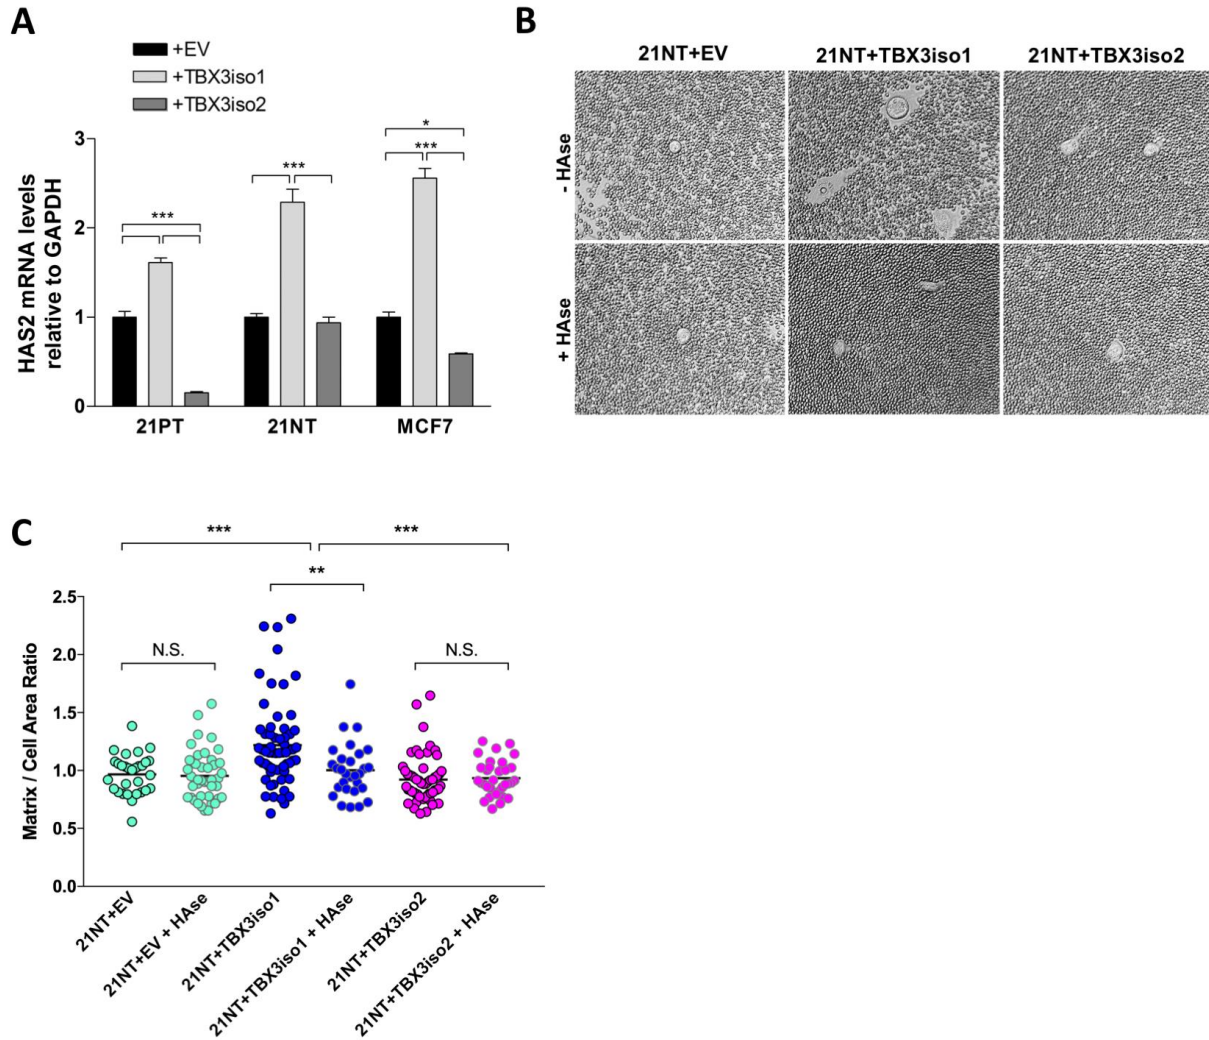 A
+EV
+TBX3iso1
+TBX3iso2
HAS2 mRNA levels
relative to GAPDH
3
2
1
0
***
***
*
***
21PT
21NT
MCF7
B
21NT+EV
21NT+TBX3iso1
21NT+TBX3iso2
- HAse
+ HAse
C
***
***
**
N.S.
N.S.
Matrix / Cell Area Ratio
2.5
2.0
1.5
1.0
0.5
0.0
21NT+EV
21NT+EV + HAse
21NT+TBX3iso1
21NT+TBX3iso1 + HAse
21NT+TBX3iso2
21NT+TBX3iso2 + HAse